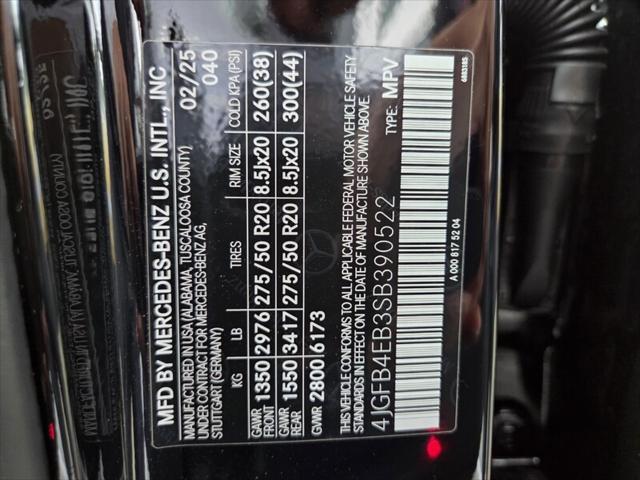 MFD BY MERCEDES-BENZ U.S. INTL., INC
MANUFACTURED IN USA (ALABAMA, TUSCALOOSA COUNTY) 02/25
UNDER CONTRACT FOR MERCEDES-BENZ AG, 040
STUTTGART (GERMANY)
KG LB TIRES RIM SIZE COLD KPA (PSI)
GAWR FRONT 1350 2976 275/50 R20 8.5Jx20 260(38)
GAWR REAR 1550 3417 275/50 R20 8.5Jx20 300(44)
GVWR 2800 6173
THIS VEHICLE CONFORMS TO ALL APPLICABLE FEDERAL MOTOR VEHICLE SAFETY
STANDARDS IN EFFECT ON THE DATE OF MANUFACTURE SHOWN ABOVE.
4JGFB4EB3SB390522 TYPE: MPV
A 000 817 52 04